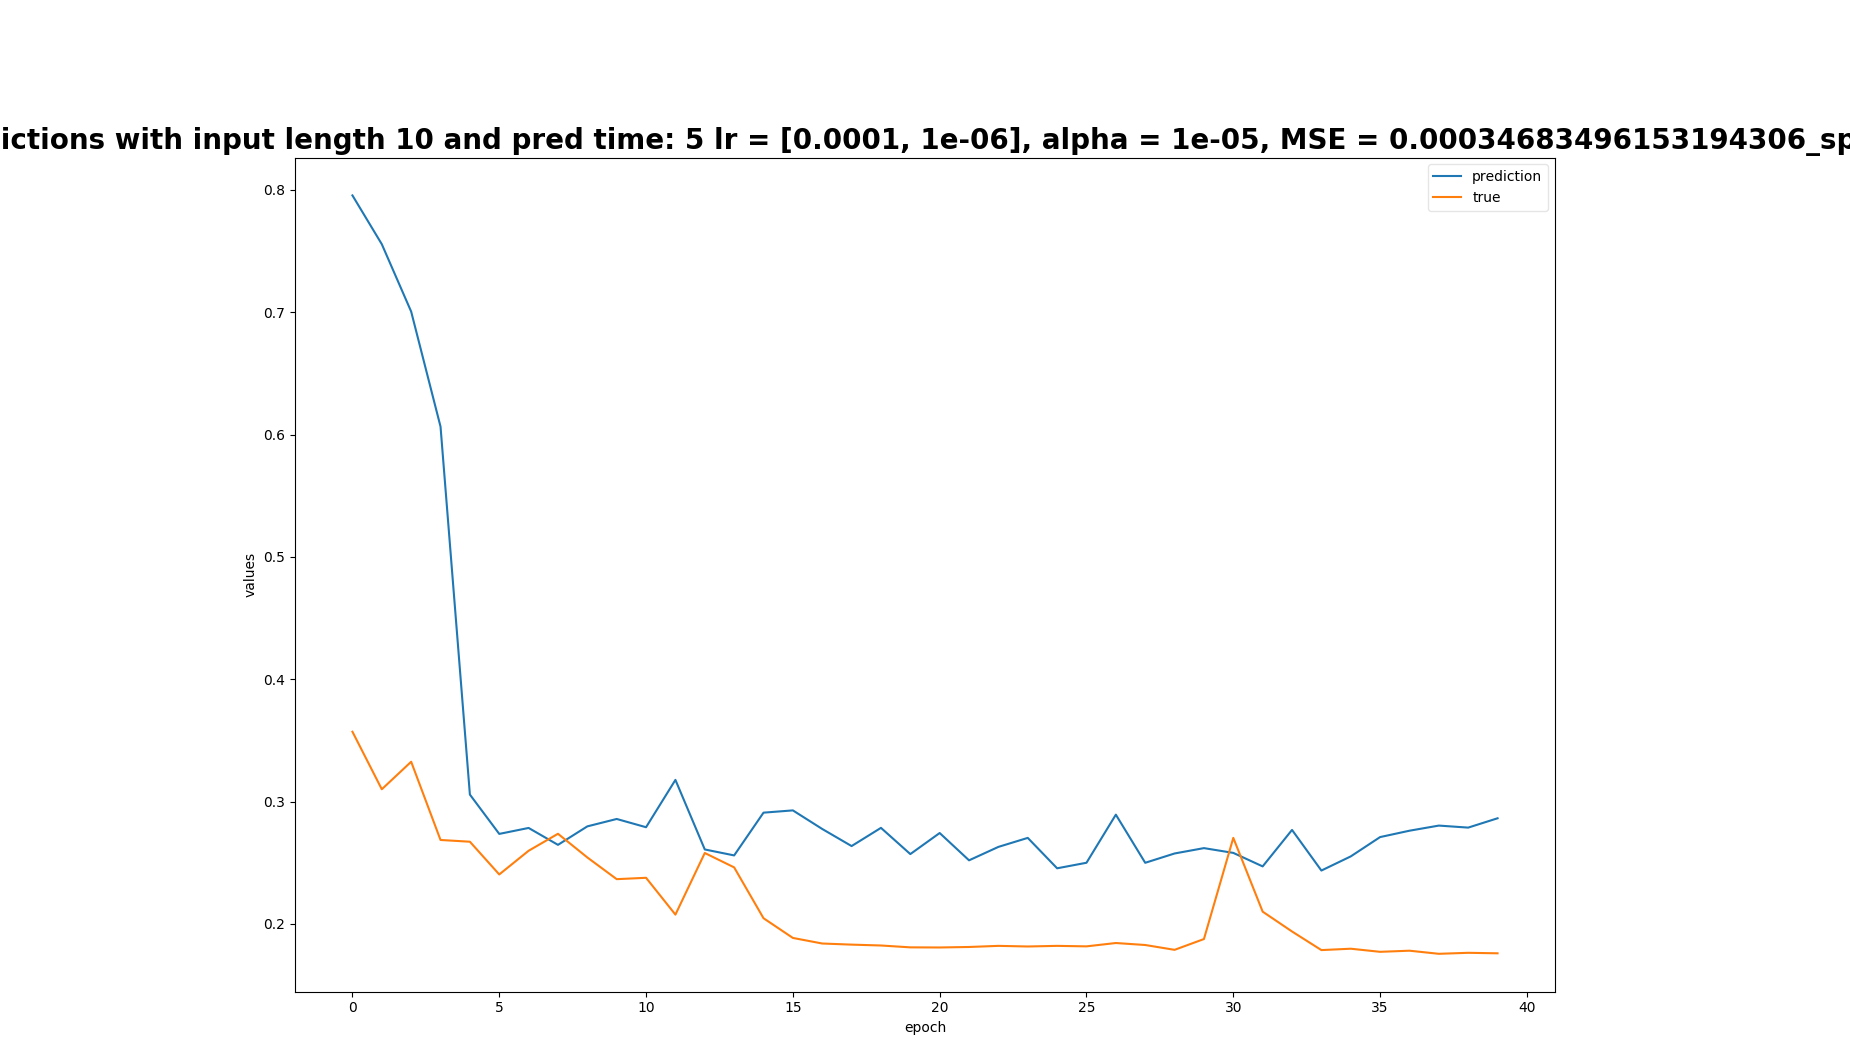 ictions with input length 10 and pred time: 5 lr = [0.0001, 1e-06], alpha = 1e-05, MSE = 0.00034683496153194306_sp
prediction
true
0.8
0.7
0.6
0.5
0.4
0.3
0.2
values
0 5 10 15 20 25 30 35 40
epoch